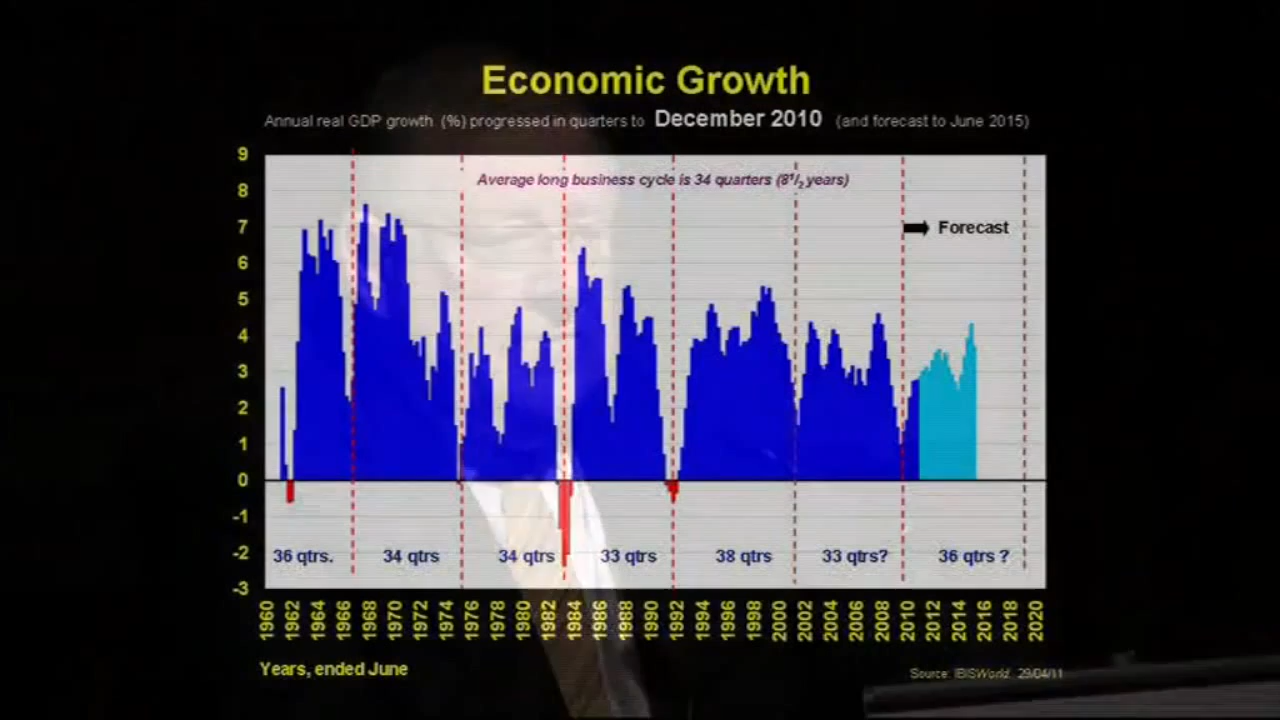 Economic Growth
Annual real GDP growth (%) progressed in quarters to December 2010 (and forecast to June 2015)
Average long business cycle is 34 quarters (8½ years)
9
8
7
6
5
4
3
2
1
0
-1
-2
-3
Forecast
36 qtrs. 34 qtrs 34 qtrs 33 qtrs 38 qtrs 33 qtrs? 36 qtrs ?
1960 1962 1964 1966 1968 1970 1972 1974 1976 1978 1980 1982 1984 1986 1988 1990 1992 1994 1996 1998 2000 2002 2004 2006 2008 2010 2012 2014 2016 2018 2020
Years, ended June
Source: IBISWorld 29/04/11